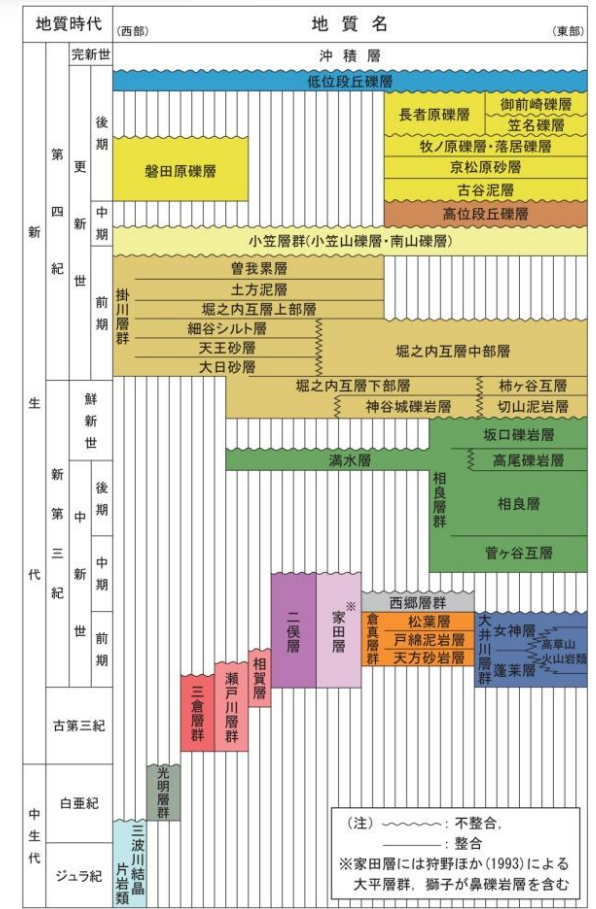 地質時代
地質名
(西部)
(東部)
新生代
第四紀
完新世
更新世
後期
中期
前期
新第三紀
鮮新世
中新世
後期
中期
前期
古第三紀
中生代
白亜紀
ジュラ紀
沖積層
低位段丘礫層
長者原礫層
御前崎礫層
笠名礫層
磐田原礫層
牧ノ原礫層・落居礫層
京松原砂層
古谷泥層
高位段丘礫層
小笠層群(小笠山礫層・南山礫層)
掛川層群
曽我累層
土方泥層
堀之内互層上部層
細谷シルト層
天王砂層
大日砂層
堀之内互層中部層
堀之内互層下部層
柿ヶ谷互層
神谷城礫岩層
切山泥岩層
坂口礫岩層
満水層
高尾礫岩層
相良層群
相良層
菅ヶ谷互層
二俣層
家田層
※
西郷層群
倉真層群
松葉層
戸綿泥岩層
天方砂岩層
大井川層群
女神層
高草山
火山岩類
蓬莱層
相賀層
瀬戸川層群
三倉層群
光明層群
三波川結晶
片岩類
(注) : 不整合,
: 整合
※家田層には狩野ほか(1993)による
大平層群, 獅子が鼻礫岩層を含む